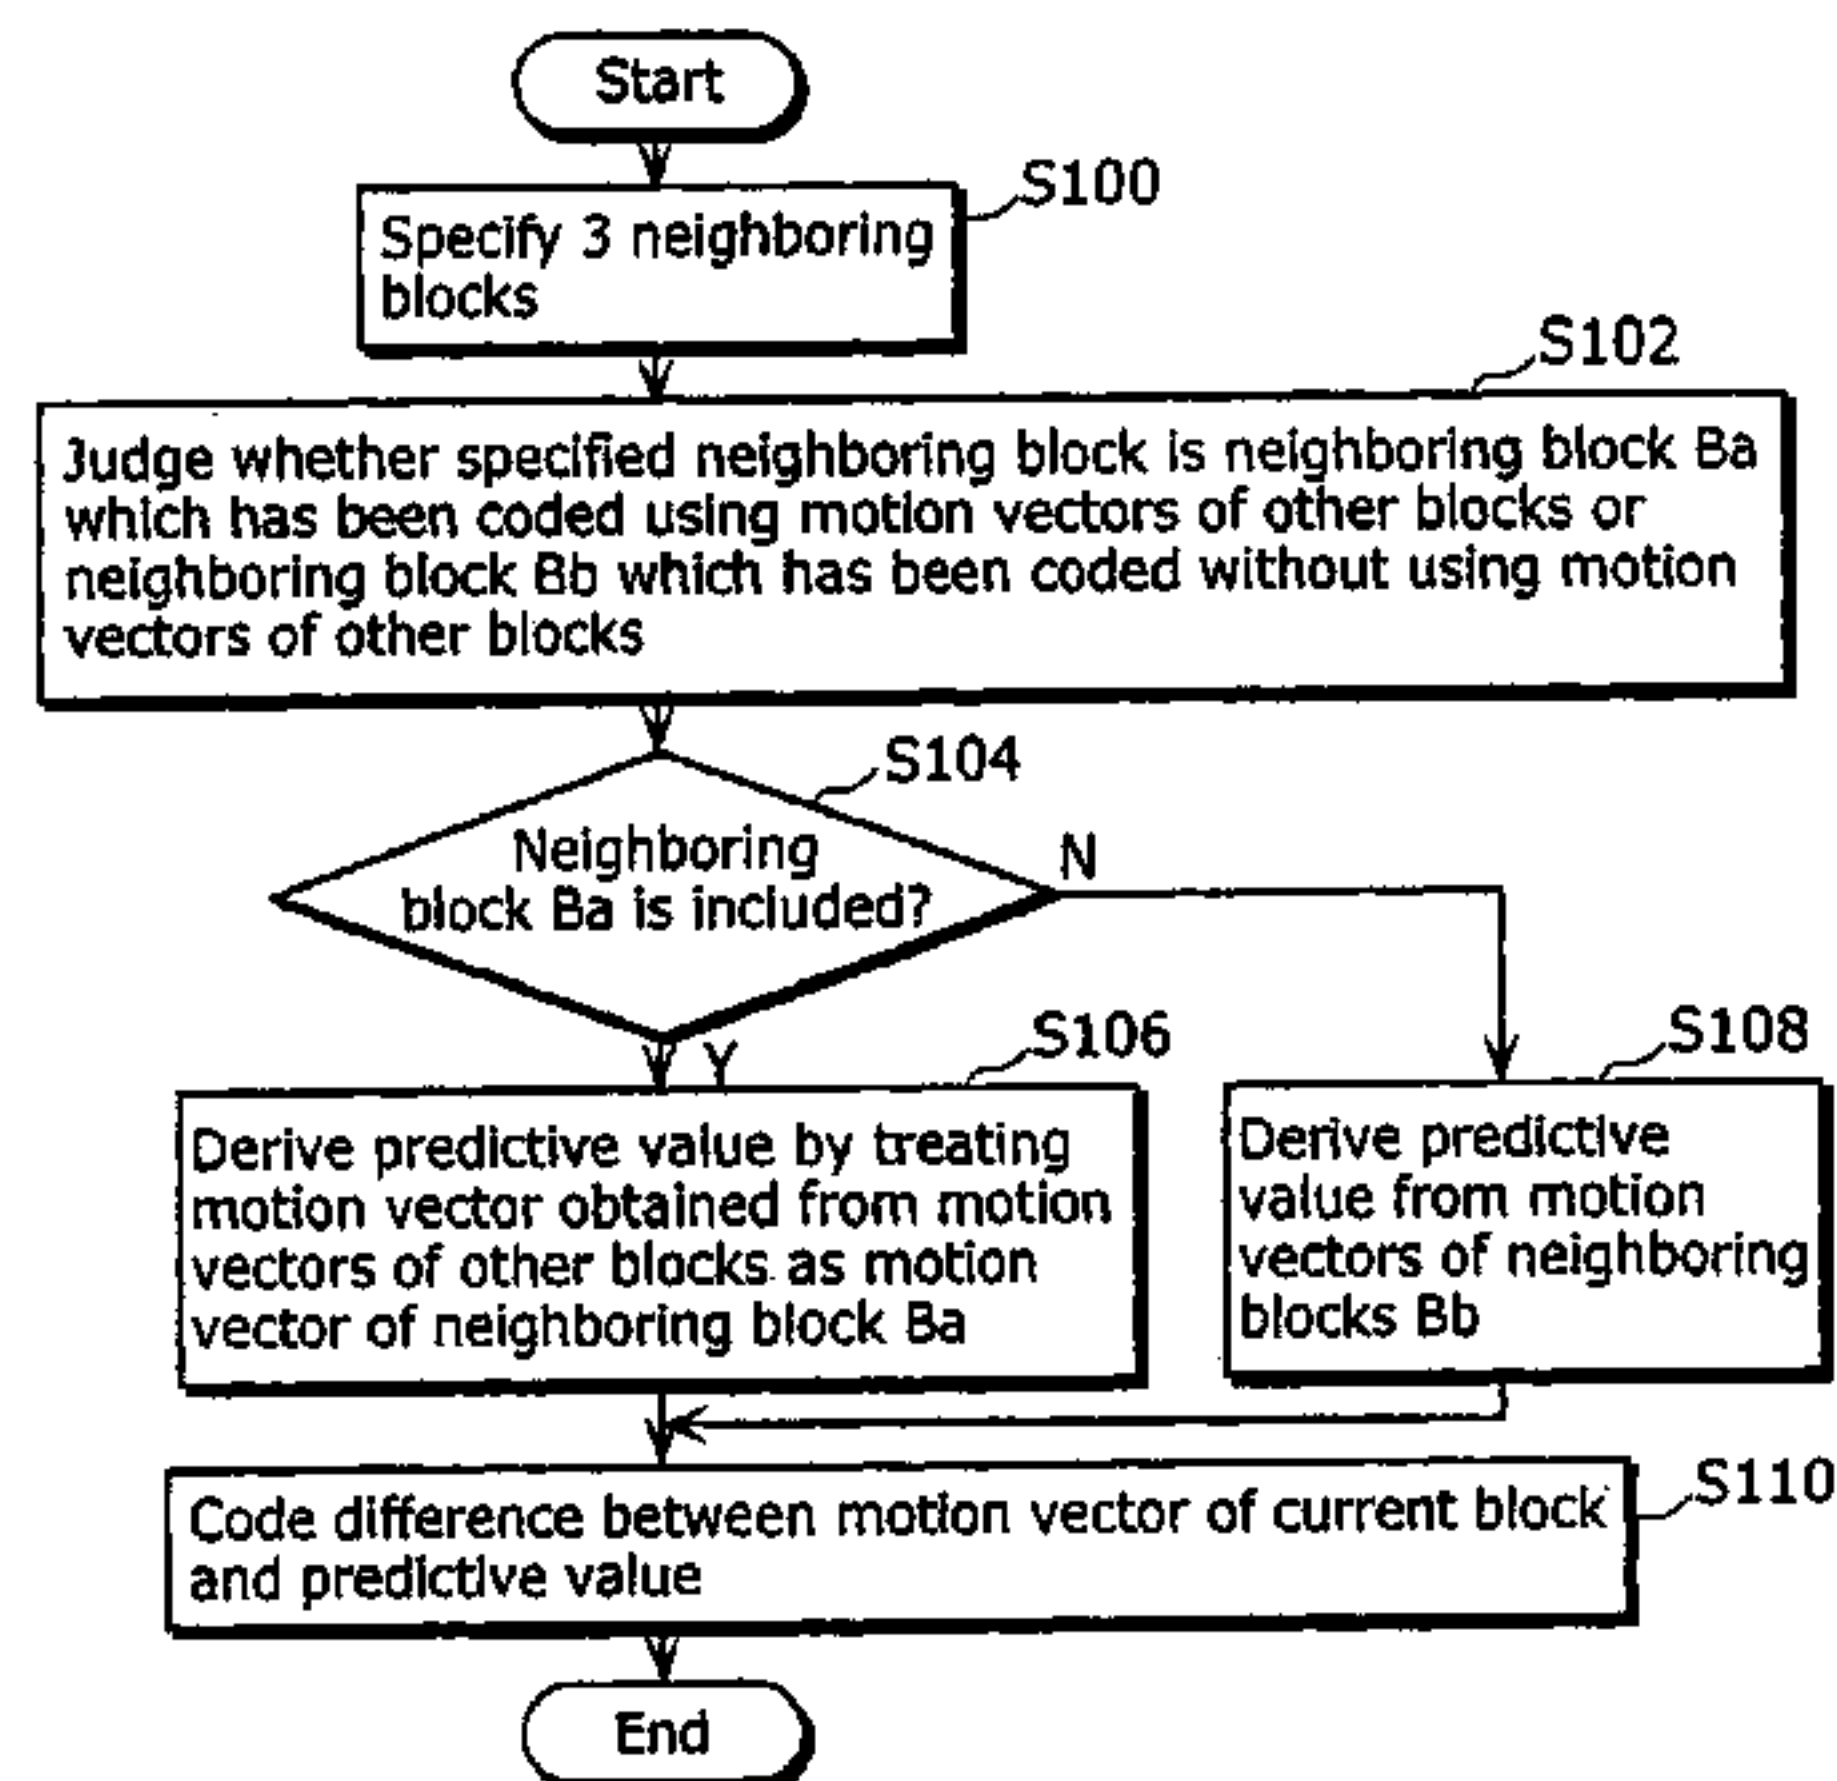 Start
S100
Specify 3 neighboring
blocks
S102
Judge whether specified neighboring block is neighboring block Ba
which has been coded using motion vectors of other blocks or
neighboring block Bb which has been coded without using motion
vectors of other blocks
S104
Neighboring
block Ba is included?
N
Y
S106
Derive predictive value by treating
motion vector obtained from motion
vectors of other blocks as motion
vector of neighboring block Ba
S108
Derive predictive
value from motion
vectors of neighboring
blocks Bb
S110
Code difference between motion vector of current block
and predictive value
End